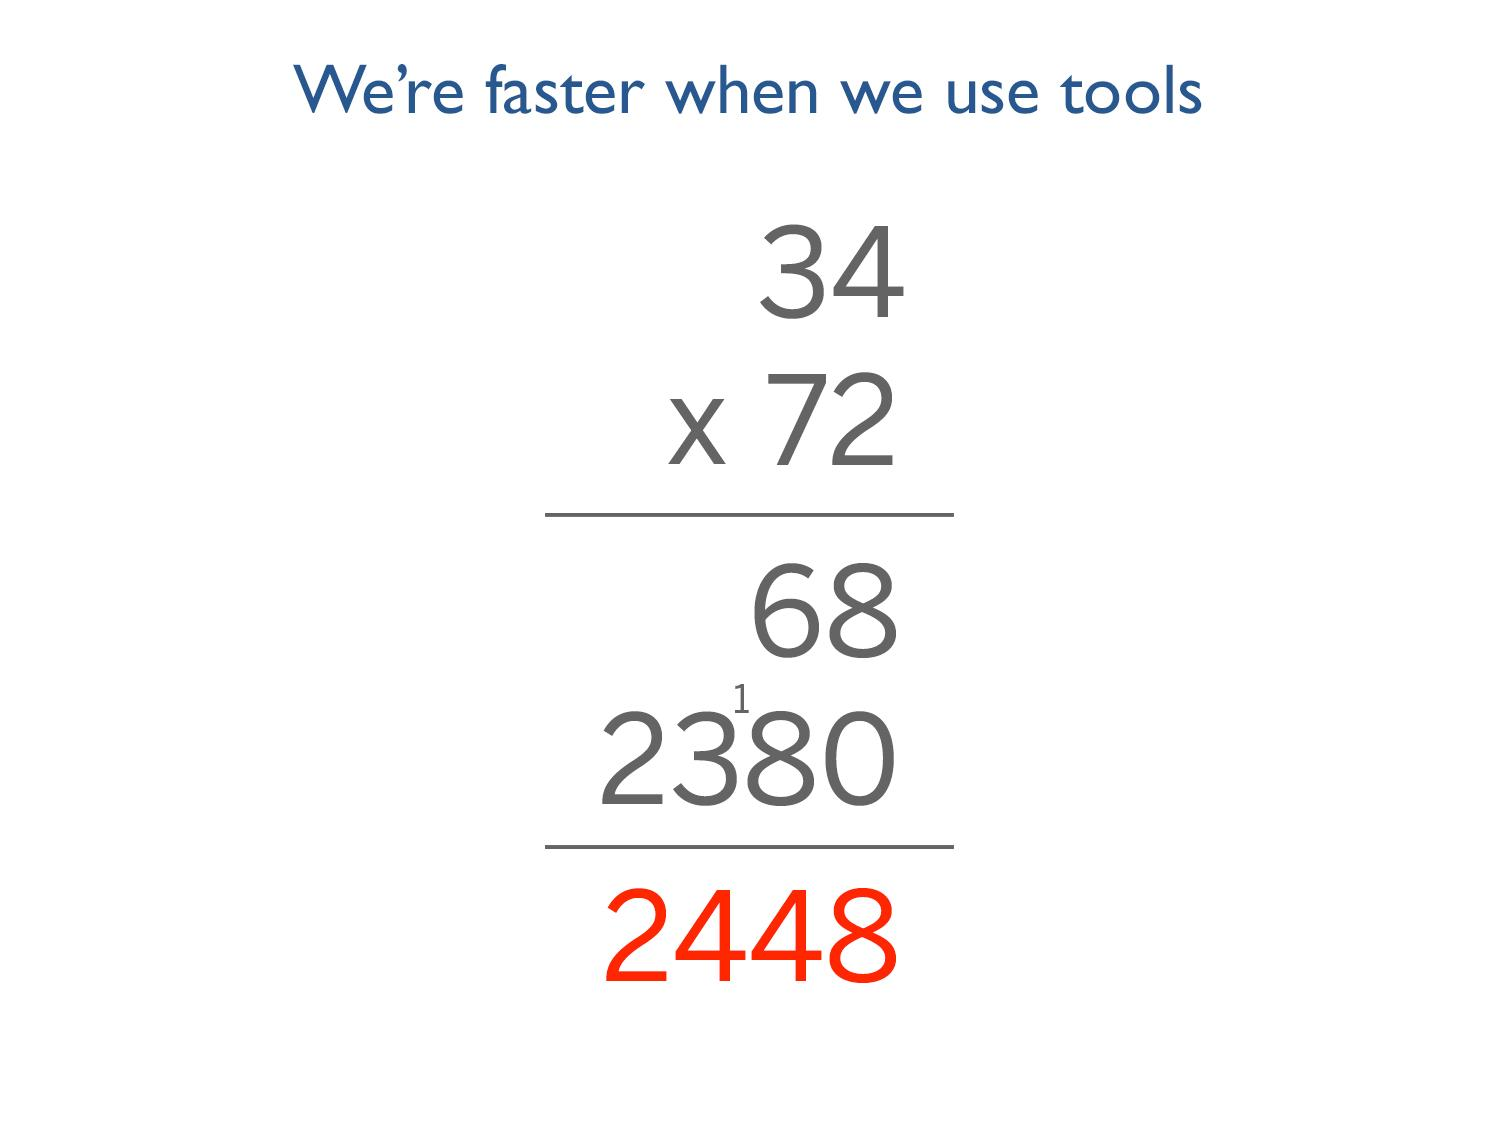 We’re faster when we use tools
34
x 72
68
1
2380
2448